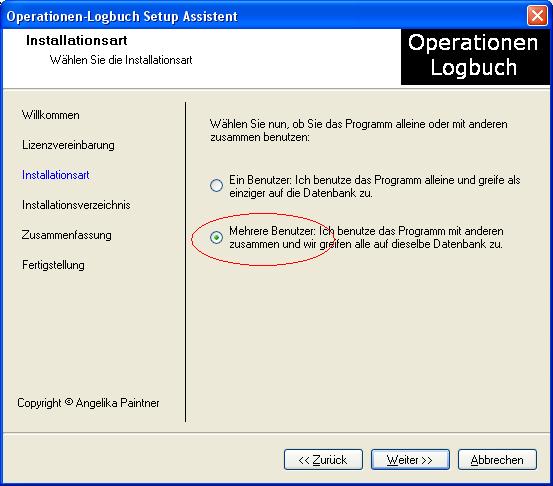 Operationen-Logbuch Setup Assistent
Installationsart
Wählen Sie die Installationsart
Operationen
Logbuch
Willkommen
Lizenzvereinbarung
Installationsart
Installationsverzeichnis
Zusammenfassung
Fertigstellung
Wählen Sie nun, ob Sie das Programm alleine oder mit anderen
zusammen benutzen:
Ein Benutzer: Ich benutze das Programm alleine und greife als
einziger auf die Datenbank zu.
Mehrere Benutzer: Ich benutze das Programm mit anderen
zusammen und wir greifen alle auf dieselbe Datenbank zu.
Copyright © Angelika Paintner
<< Zurück
Weiter >>
Abbrechen